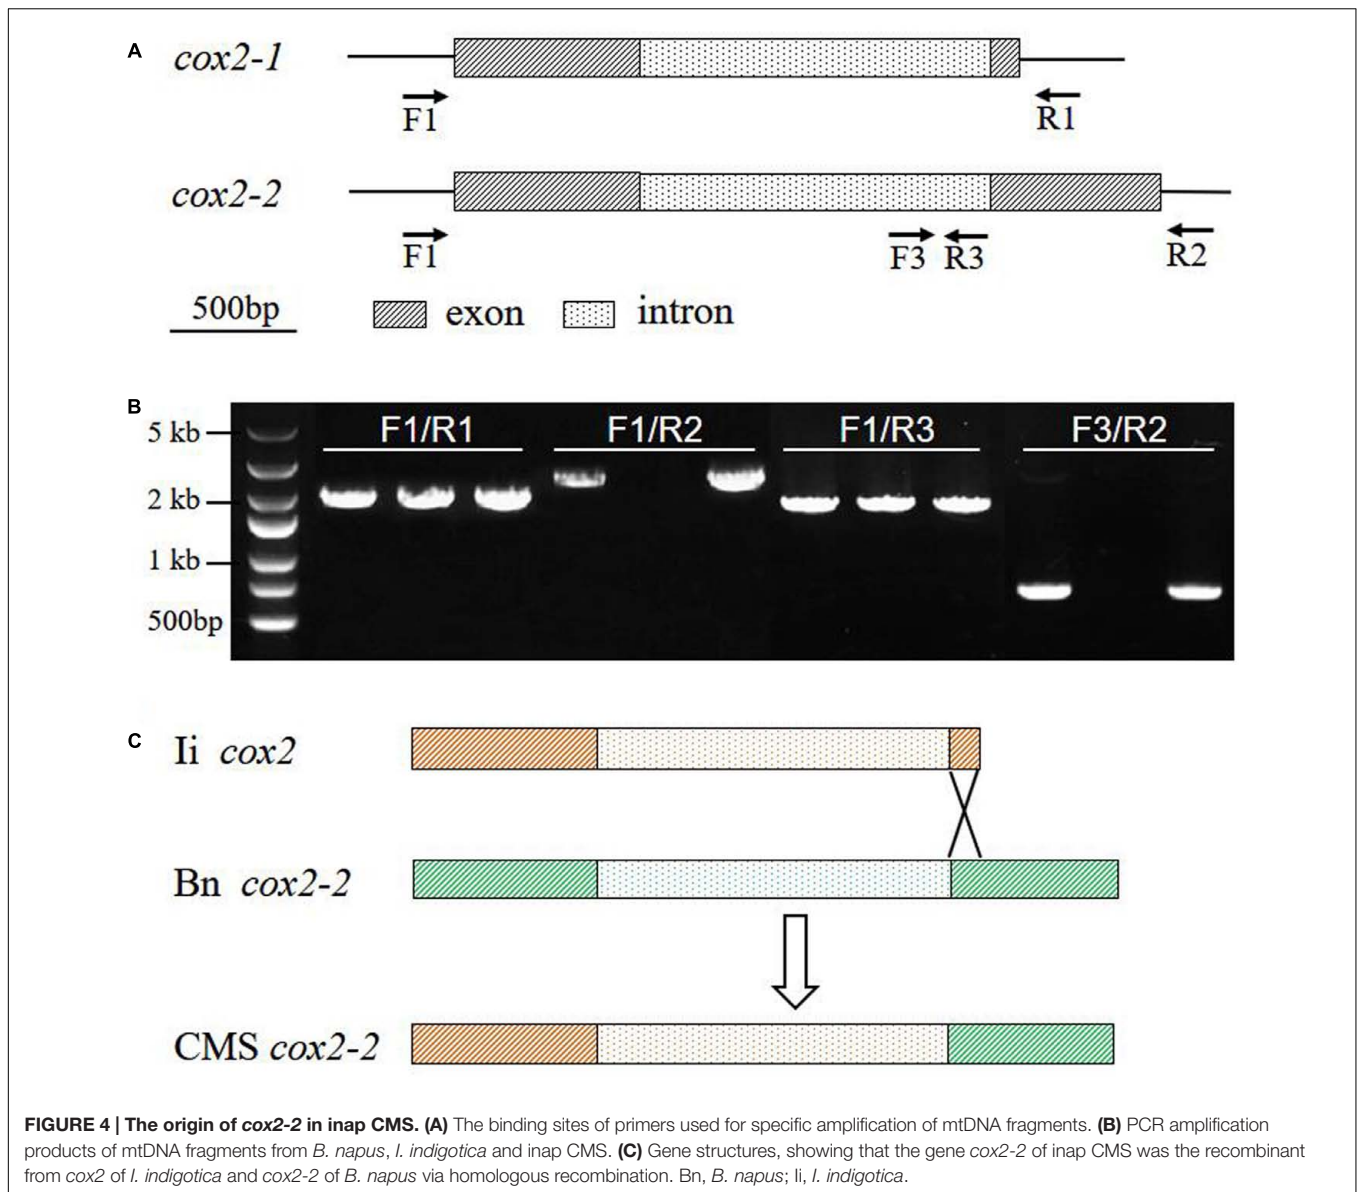 A
cox2-1
F1
R1
cox2-2
F1
F3
R3
R2
500bp
exon
intron
B
F1/R1
F1/R2
F1/R3
F3/R2
5 kb
2 kb
1 kb
500bp
C
Ii cox2
Bn cox2-2
CMS cox2-2
FIGURE 4 | The origin of cox2-2 in inap CMS. (A) The binding sites of primers used for specific amplification of mtDNA fragments. (B) PCR amplification
products of mtDNA fragments from B. napus, I. indigotica and inap CMS. (C) Gene structures, showing that the gene cox2-2 of inap CMS was the recombinant
from cox2 of I. indigotica and cox2-2 of B. napus via homologous recombination. Bn, B. napus; Ii, I. indigotica.